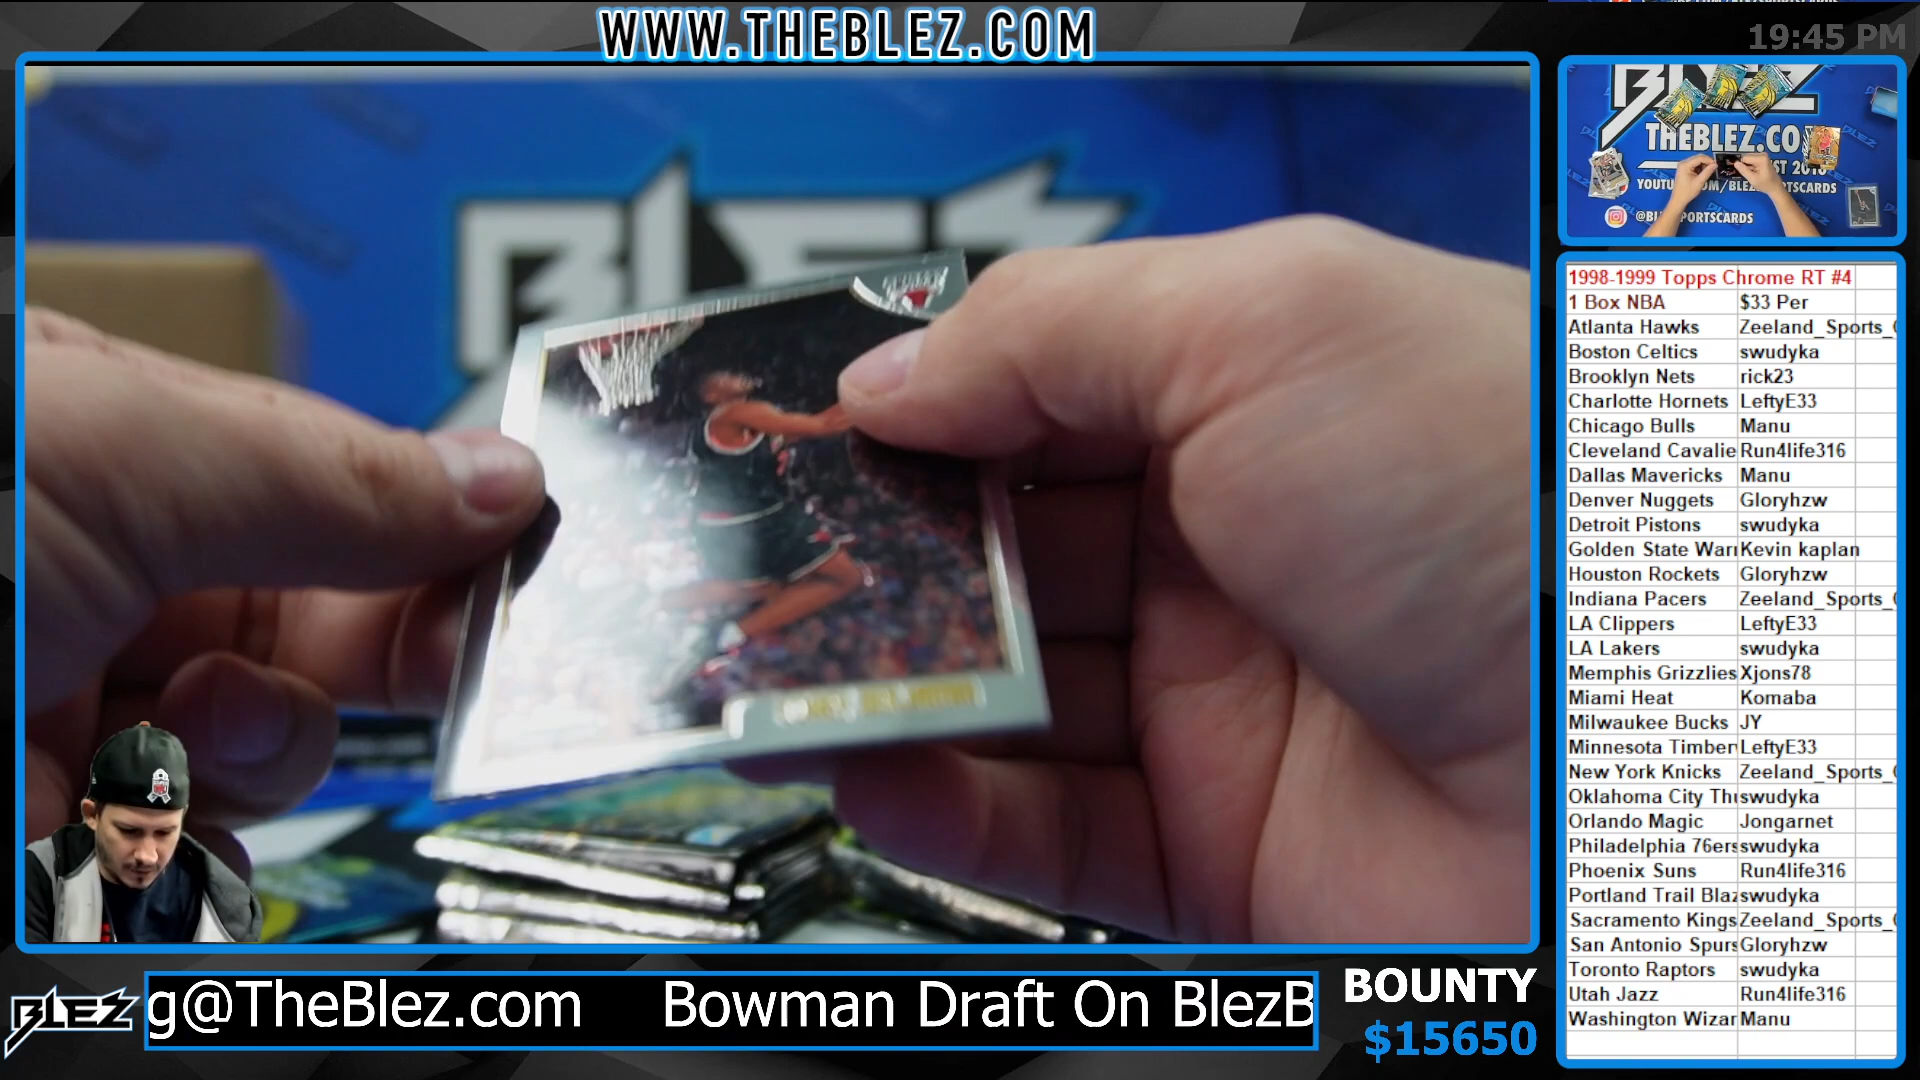 WWW.THEBLEZ.COM
19:45 PM
BLEZ
BLEZ
THEBLEZ.CO
@BL
SPORTSCARDS
1998-1999 Topps Chrome RT #4
1 Box NBA $33 Per
Atlanta Hawks Zeeland_Sports_
Boston Celtics swudyka
Brooklyn Nets rick23
Charlotte Hornets LeftyE33
Chicago Bulls Manu
Cleveland Cavalie Run4life316
Dallas Mavericks Manu
Denver Nuggets Gloryhzw
Detroit Pistons swudyka
Golden State Warr Kevin kaplan
Houston Rockets Gloryhzw
Indiana Pacers Zeeland_Sports_
LA Clippers LeftyE33
LA Lakers swudyka
Memphis Grizzlies Xjons78
Miami Heat Komaba
Milwaukee Bucks JY
Minnesota Timber LeftyE33
New York Knicks Zeeland_Sports_
Oklahoma City Thu swudyka
Orlando Magic Jongarnet
Philadelphia 76ers swudyka
Phoenix Suns Run4life316
Portland Trail Blaz swudyka
Sacramento Kings Zeeland_Sports_
San Antonio Spurs Gloryhzw
Toronto Raptors swudyka
Utah Jazz Run4life316
Washington Wizar Manu
BLEZ
g@TheBlez.com Bowman Draft On BlezB
BOUNTY
$15650